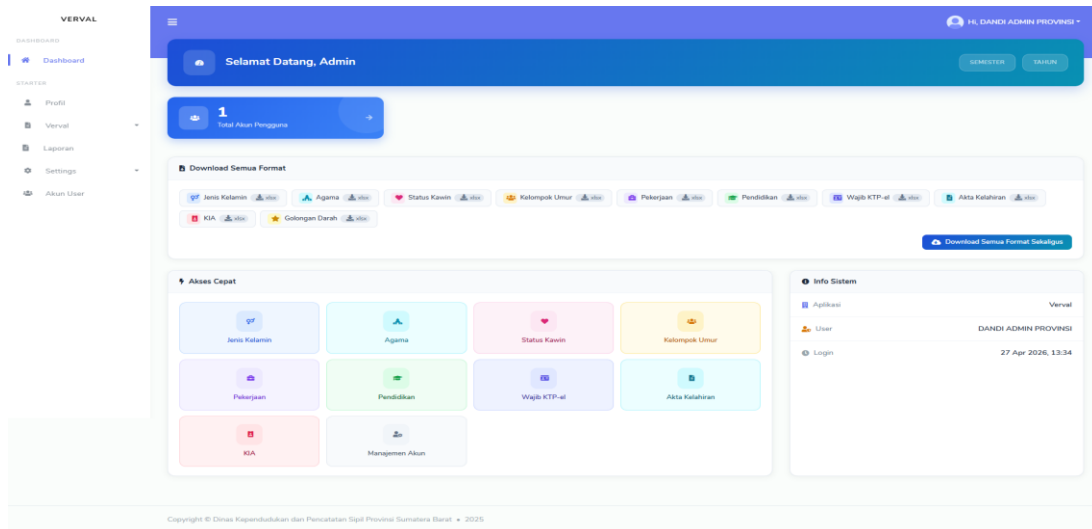 VERVAL
Hi, DANDI ADMIN PROVINSI
DASHBOARD
Dashboard
STARTER
Profil
Verval
Laporan
Settings
Akun User
Selamat Datang, Admin
SEMESTER
TAHUN
1
Total Akun Pengguna
Download Semua Format
Jenis Kelamin xlsx Agama xlsx Status Kawin xlsx Kelompok Umur xlsx Pekerjaan xlsx Pendidikan xlsx Wajib KTP-el xlsx Akta Kelahiran xlsx
KIA xlsx Golongan Darah xlsx
Download Semua Format Sekaligus
Akses Cepat
Jenis Kelamin Agama Status Kawin Kelompok Umur
Pekerjaan Pendidikan Wajib KTP-el Akta Kelahiran
KIA Manajemen Akun
Info Sistem
Aplikasi Verval
User DANDI ADMIN PROVINSI
Login 27 Apr 2026, 13:34
Copyright © Dinas Kependudukan dan Pencatatan Sipil Provinsi Sumatera Barat • 2025